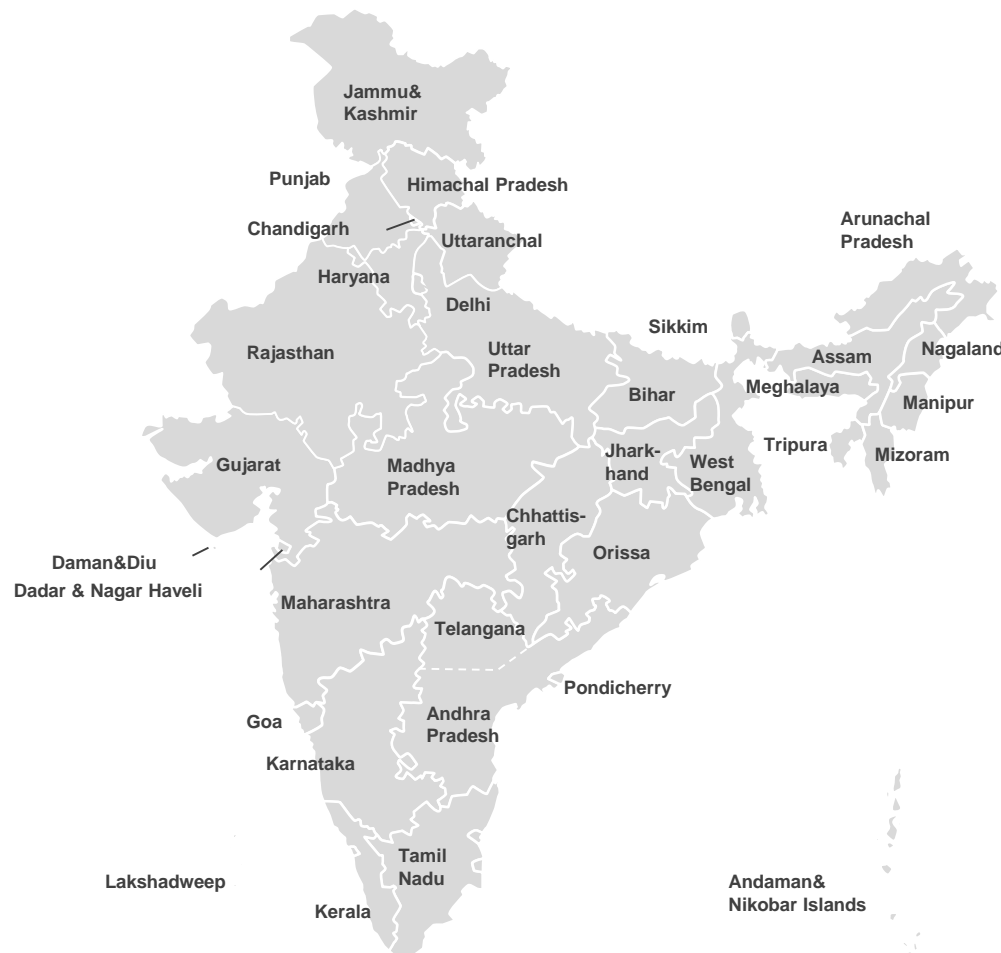 Jammu&
Kashmir
Punjab
Himachal Pradesh
Chandigarh
Uttaranchal
Arunachal
Pradesh
Haryana
Delhi
Sikkim
Rajasthan
Uttar
Pradesh
Assam
Nagaland
Bihar
Meghalaya
Manipur
Gujarat
Madhya
Pradesh
Jhark-
hand
West
Bengal
Tripura
Mizoram
Chhattis-
garh
Orissa
Daman&Diu
Dadar & Nagar Haveli
Maharashtra
Telangana
Pondicherry
Goa
Andhra
Pradesh
Karnataka
Lakshadweep
Tamil
Nadu
Kerala
Andaman&
Nikobar Islands